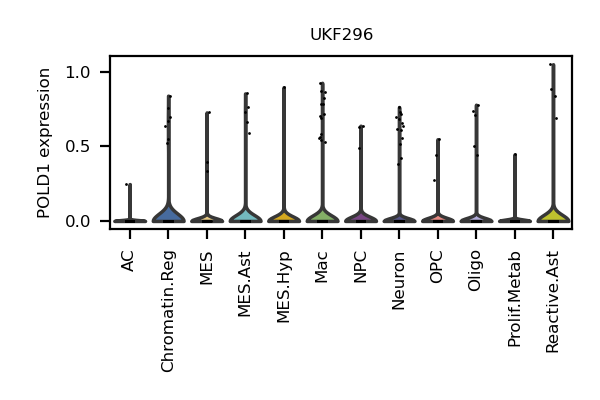 UKF296
POLD1 expression
1.0
0.5
0.0
AC
Chromatin.Reg
MES
MES.Ast
MES.Hyp
Mac
NPC
Neuron
OPC
Oligo
Prolif.Metab
Reactive.Ast